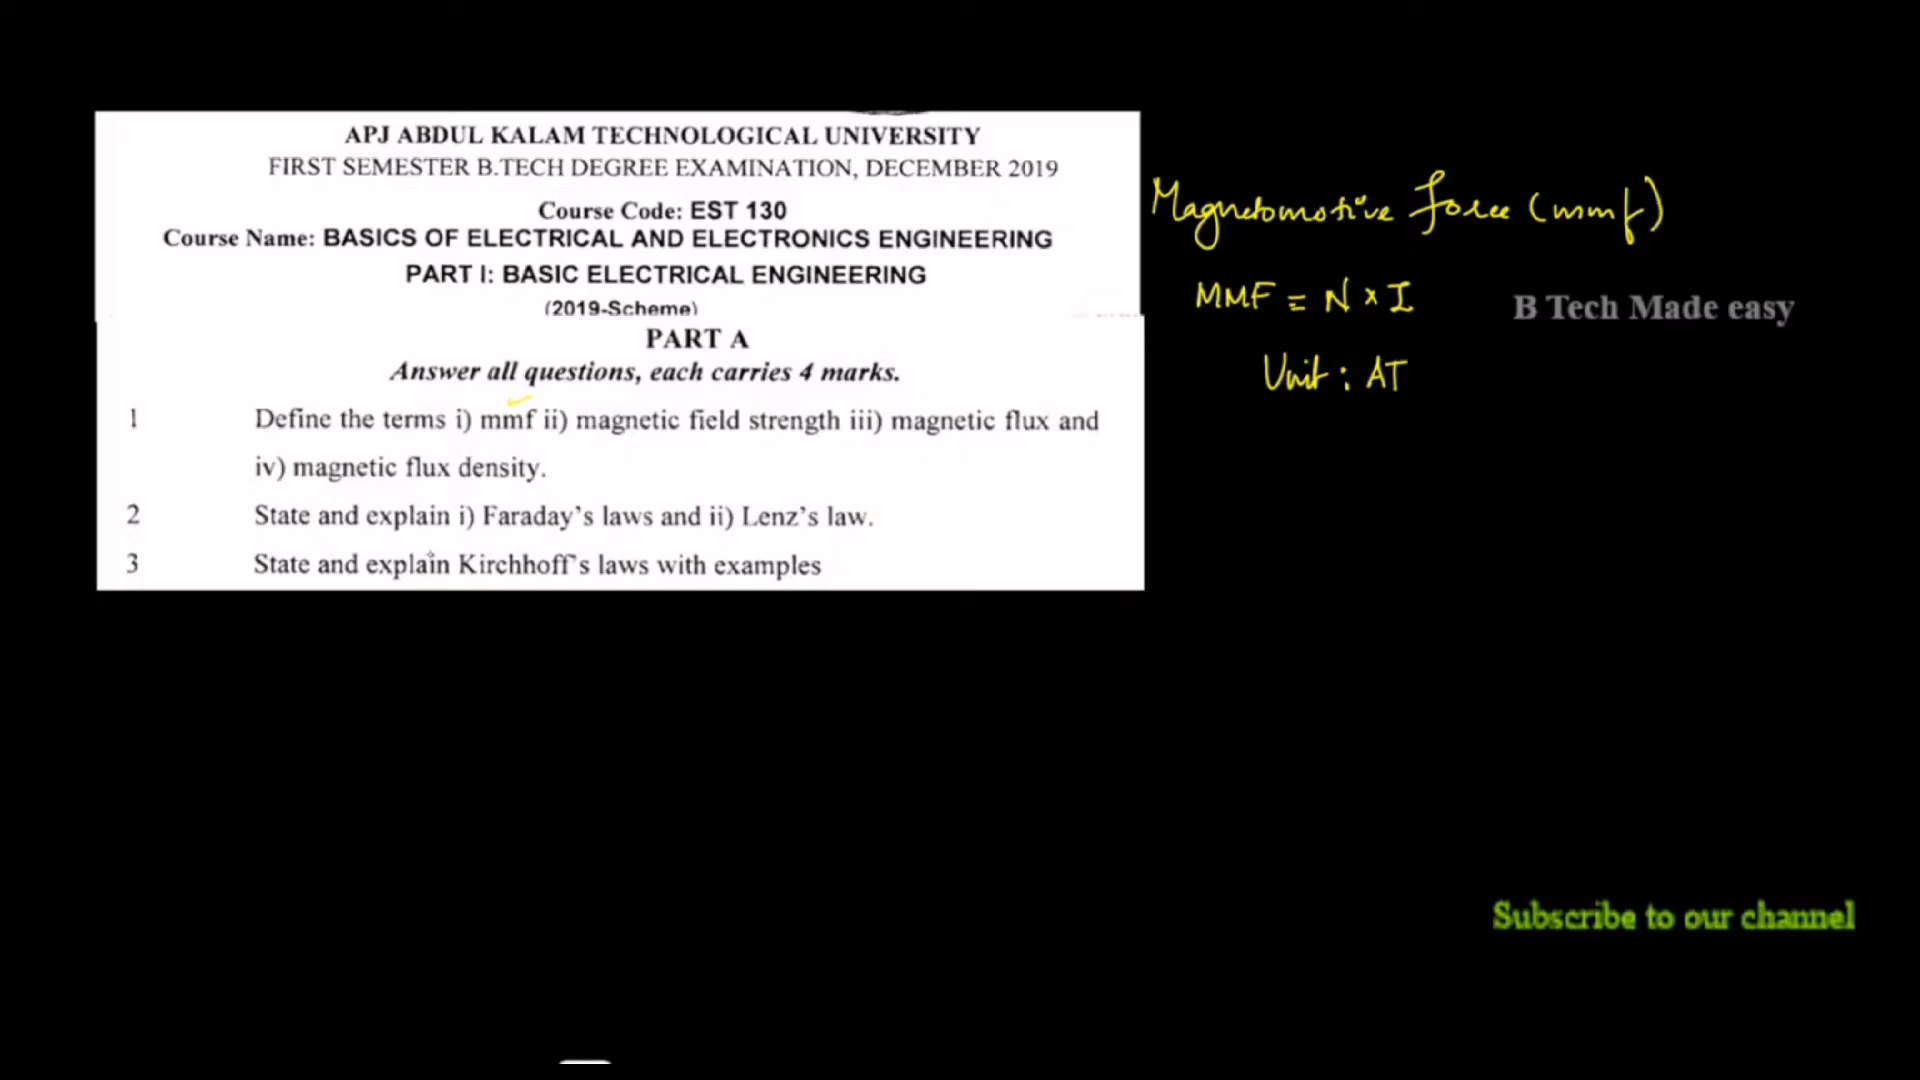 APJ ABDUL KALAM TECHNOLOGICAL UNIVERSITY
FIRST SEMESTER B.TECH DEGREE EXAMINATION, DECEMBER 2019
Course Code: EST 130
Course Name: BASICS OF ELECTRICAL AND ELECTRONICS ENGINEERING
PART I: BASIC ELECTRICAL ENGINEERING
(2019-Scheme)
PART A
Answer all questions, each carries 4 marks.
1 Define the terms i) mmf ii) magnetic field strength iii) magnetic flux and
iv) magnetic flux density.
2 State and explain i) Faraday's laws and ii) Lenz's law.
3 State and explain Kirchhoff's laws with examples
Magnetomotive force (mmf)
MMF = N × I
Unit : AT
B Tech Made easy
Subscribe to our channel